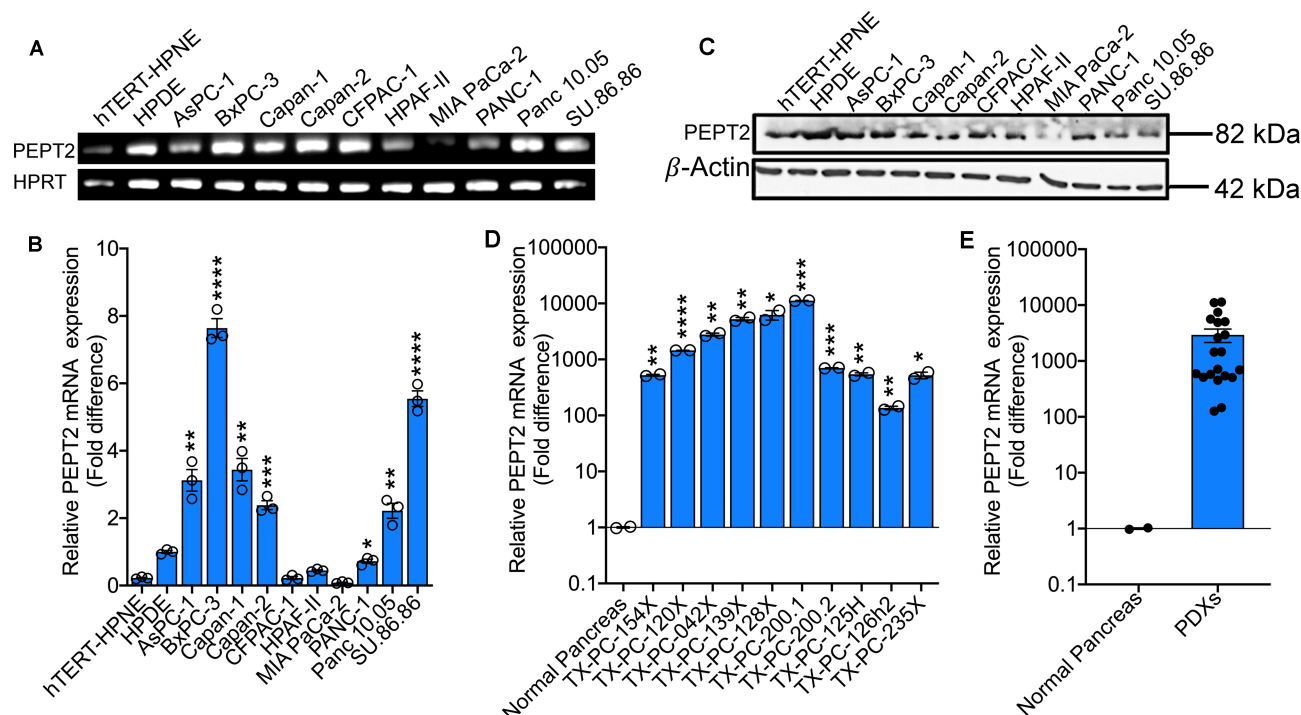 A
hTERT-HPNE
HPDE
AsPC-1
BxPC-3
Capan-1
Capan-2
CFPAC-1
HPAF-II
MIA PaCa-2
PANC-1
Panc 10.05
SU.86.86
PEPT2
HPRT
C
hTERT-HPNE
HPDE
AsPC-1
BxPC-3
Capan-1
Capan-2
CFPAC-II
HPAF-II
MIA PaCa-2
PANC-1
Panc 10.05
SU.86.86
PEPT2
82 kDa
β-Actin
42 kDa
B
Relative PEPT2 mRNA expression
(Fold difference)
10
8
6
4
2
0
**
****
**
***
*
**
****
hTERT-HPNE
HPDE
AsPC-1
BxPC-3
Capan-1
Capan-2
CFPAC-1
HPAF-II
MIA PaCa-2
PANC-1
Panc 10.05
SU.86.86
D
Relative PEPT2 mRNA expression
(Fold difference)
100000
10000
1000
100
10
1
0.1
**
****
**
**
*
***
***
**
**
*
Normal Pancreas
TX-PC-154X
TX-PC-120X
TX-PC-042X
TX-PC-139X
TX-PC-128X
TX-PC-200.1
TX-PC-200.2
TX-PC-125H
TX-PC-126h2
TX-PC-235X
E
Relative PEPT2 mRNA expression
(Fold difference)
100000
10000
1000
100
10
1
0.1
Normal Pancreas
PDXs